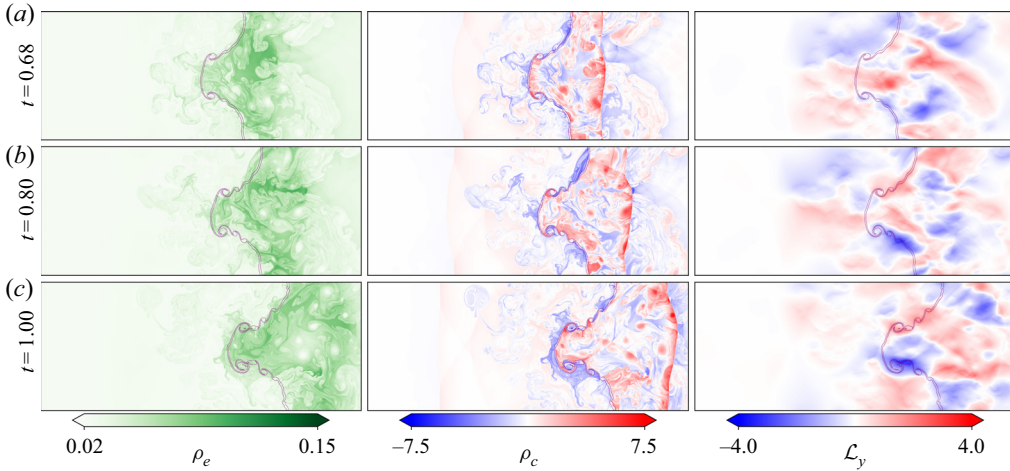 (a)
t = 0.68
(b)
t = 0.80
(c)
t = 1.00
0.02 0.15 −7.5 7.5 −4.0 4.0
ρe ρc ℒy